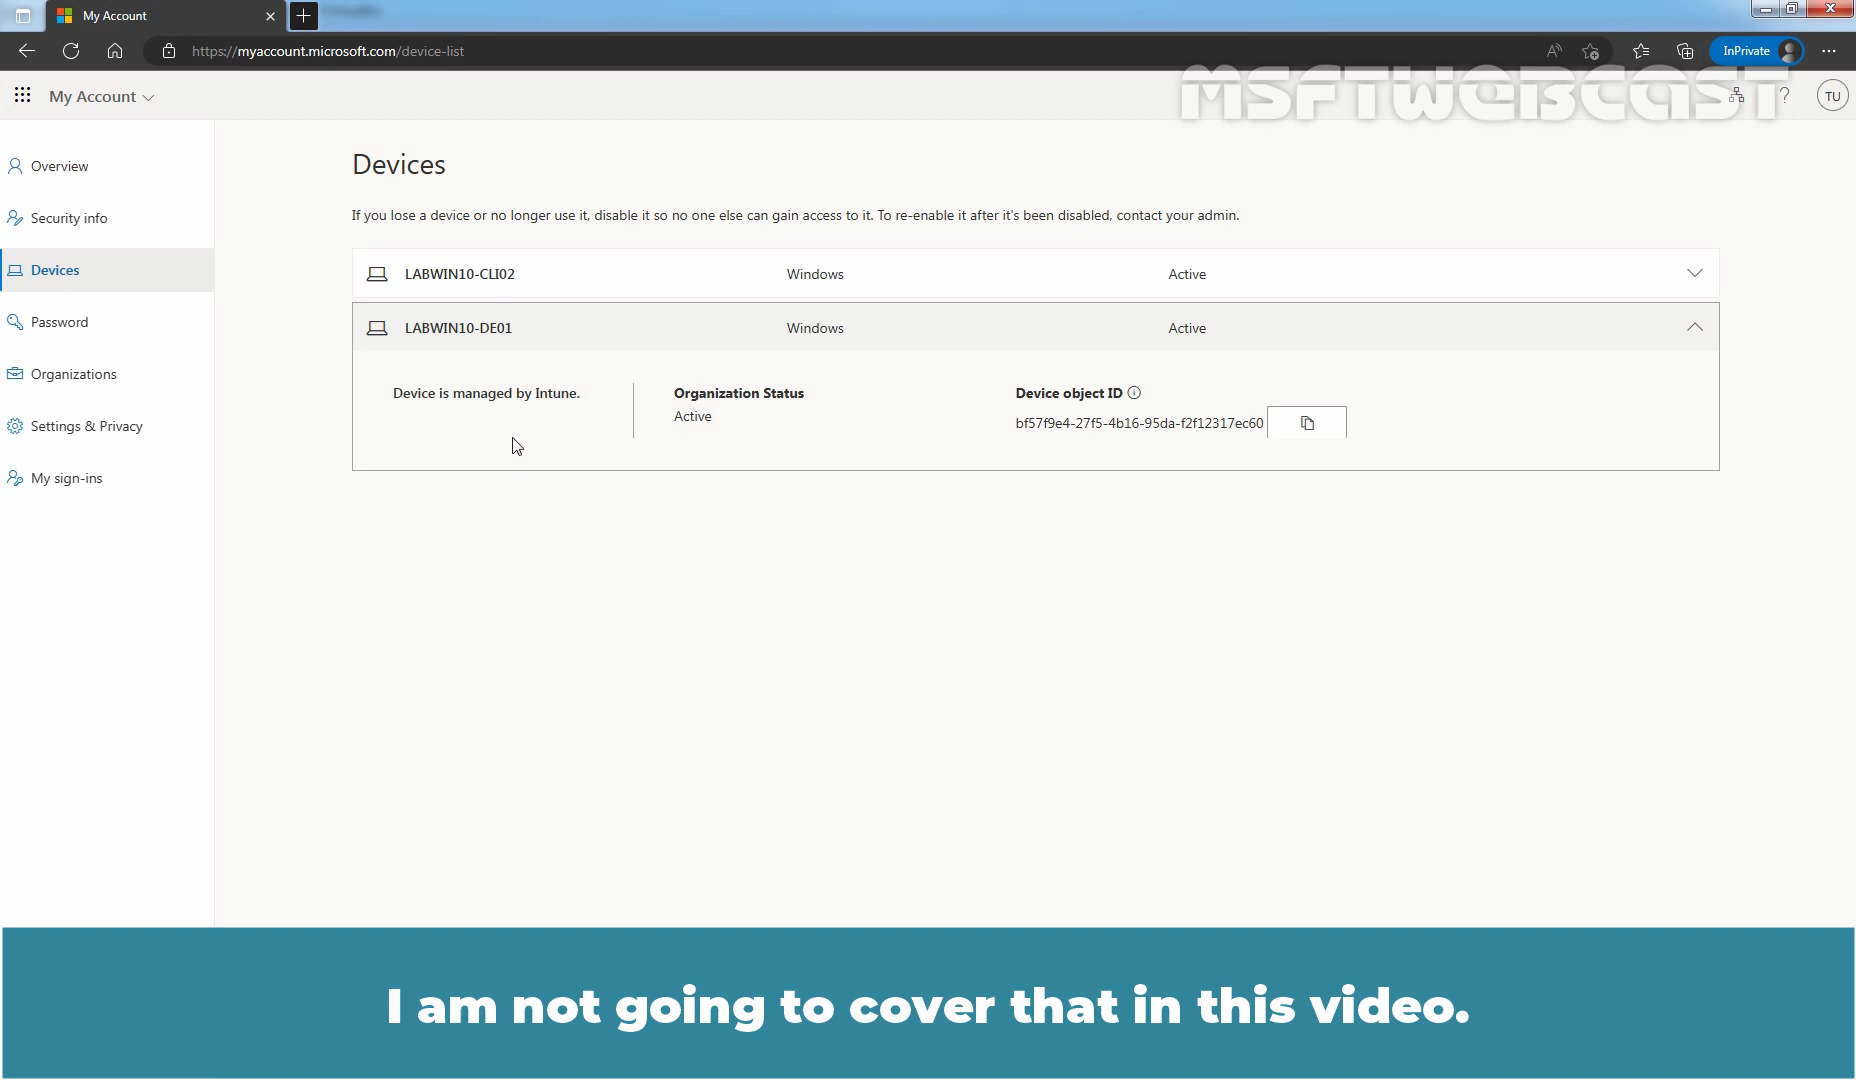 My Account
https://myaccount.microsoft.com/device-list
InPrivate
My Account
MSFTWEBCAST
TU
Overview
Security info
Devices
Password
Organizations
Settings & Privacy
My sign-ins
Devices
If you lose a device or no longer use it, disable it so no one else can gain access to it. To re-enable it after it's been disabled, contact your admin.
LABWIN10-CLI02 Windows Active
LABWIN10-DE01 Windows Active
Device is managed by Intune.
Organization Status
Active
Device object ID
bf57f9e4-27f5-4b16-95da-f2f12317ec60
I am not going to cover that in this video.